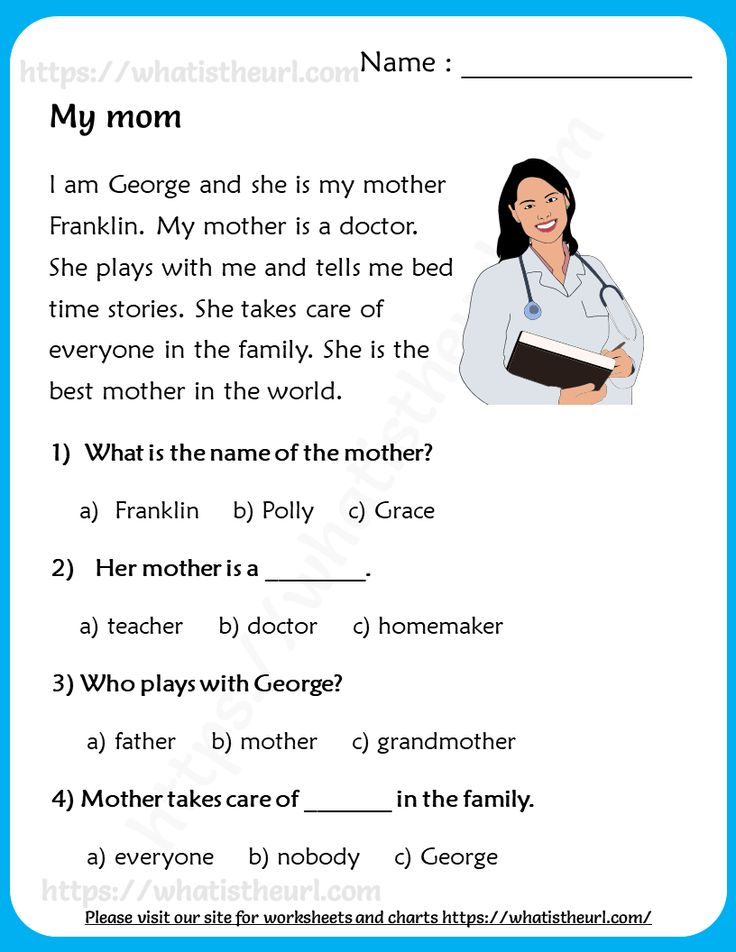 https://whatistheurl.com
Name : ________________
My mom
I am George and she is my mother
Franklin. My mother is a doctor.
She plays with me and tells me bed
time stories. She takes care of
everyone in the family. She is the
best mother in the world.
1) What is the name of the mother?
a) Franklin b) Polly c) Grace
2) Her mother is a ________.
a) teacher b) doctor c) homemaker
3) Who plays with George?
a) father b) mother c) grandmother
4) Mother takes care of _______ in the family.
a) everyone b) nobody c) George
https://whatistheurl.com
https://whatistheurl.com
Please visit our site for worksheets and charts https://whatistheurl.com/